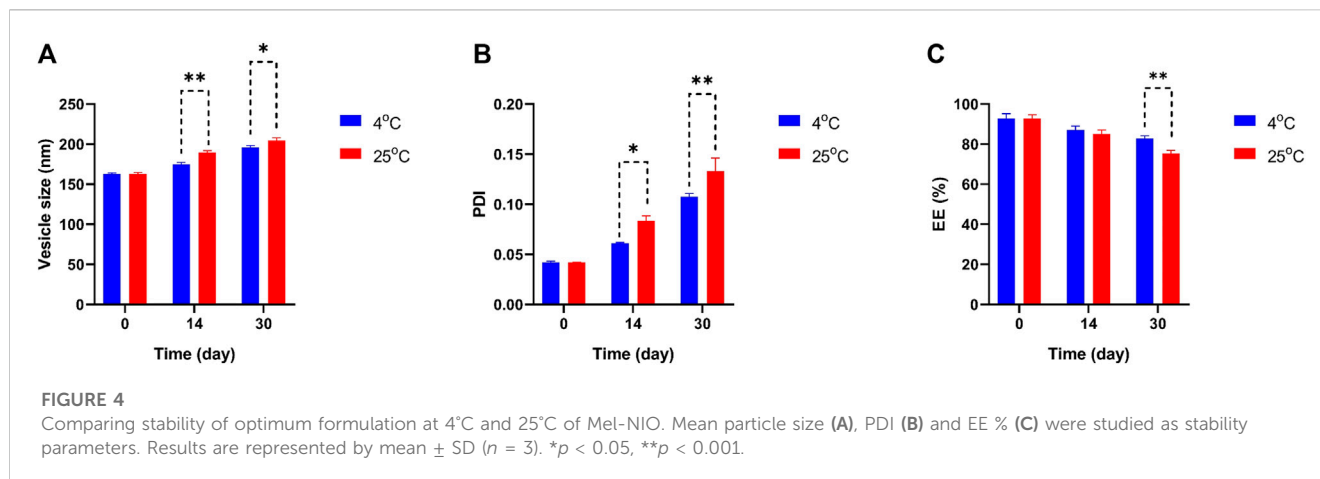 A
Vesicle size (nm)
250
200
150
100
50
0
**
*
0
14
30
Time (day)
4°C
25°C
B
PDI
0.20
0.15
0.10
0.05
0.00
*
**
0
14
30
Time (day)
4°C
25°C
C
EE (%)
100
80
60
40
20
0
**
0
14
30
Time (day)
4°C
25°C
FIGURE 4
Comparing stability of optimum formulation at 4°C and 25°C of Mel-NIO. Mean particle size (A), PDI (B) and EE % (C) were studied as stability
parameters. Results are represented by mean ± SD (n = 3). *p < 0.05, **p < 0.001.